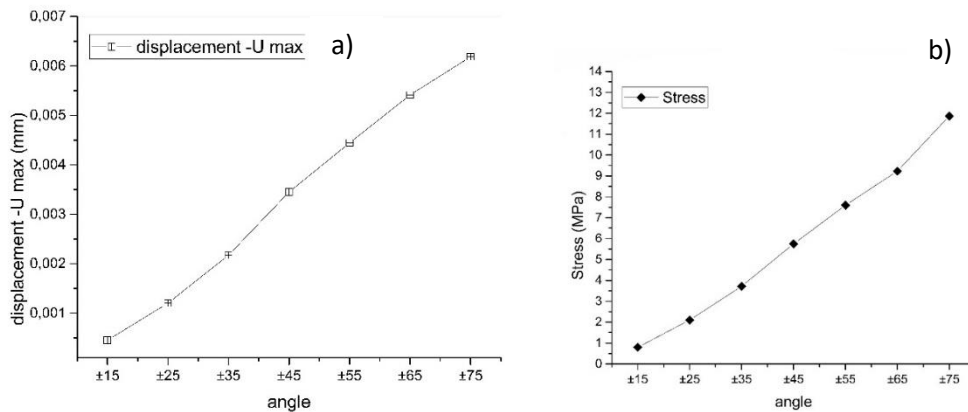 0,007
displacement -U max
a)
0,006
0,005
0,004
0,003
0,002
0,001
displacement -U max (mm)
±15 ±25 ±35 ±45 ±55 ±65 ±75
angle
b)
14
13
Stress
12
11
10
9
8
7
6
5
4
3
2
1
0
Stress (MPa)
±15 ±25 ±35 ±45 ±55 ±65 ±75
angle